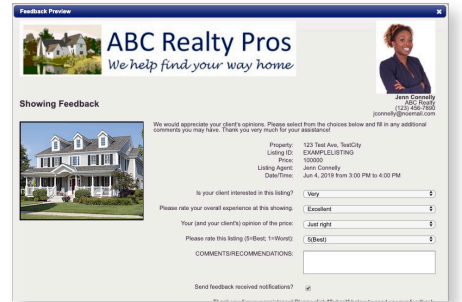 Feedback Preview
ABC Realty Pros
We help find your way home
Jenn Connelly
ABC Realty
(123) 456-7890
jconnelly@noemail.com
Showing Feedback
We would appreciate your client's opinions. Please select from the choices below and fill in any additional
comments you may have. Thank you very much for your assistance!
Property: 123 Test Ave, TestCity
Listing ID: EXAMPLELISTING
Price: 100000
Listing Agent: Jenn Connelly
Date/Time: Jun 4, 2019 from 3:00 PM to 4:00 PM
Is your client interested in this listing? Very
Please rate your overall experience at this showing. Excellent
Your (and your client's) opinion of the price: Just right
Please rate this listing (5=Best; 1=Worst): 5(Best)
COMMENTS/RECOMMENDATIONS:
Send feedback received notifications?